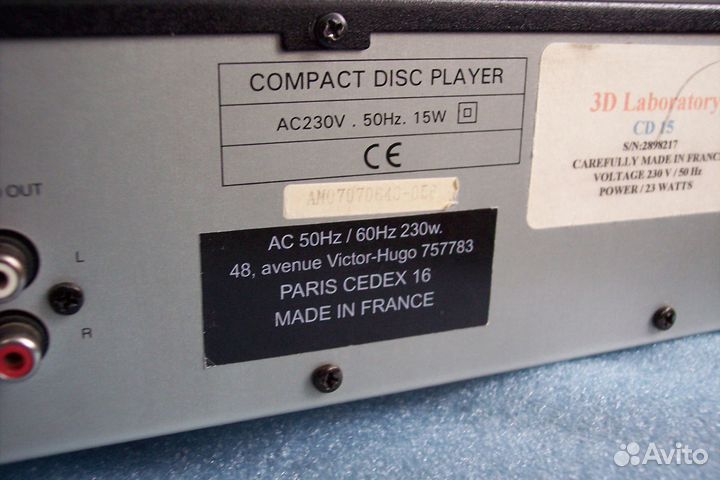 COMPACT DISC PLAYER
AC230V . 50Hz. 15W
CE
AM07070640-056
AC 50Hz / 60Hz 230w.
48, avenue Victor-Hugo 757783
PARIS CEDEX 16
MADE IN FRANCE
3D Laboratory
CD 15
S/N:2898217
CAREFULLY MADE IN FRANCE
VOLTAGE 230 V / 50 Hz
POWER / 23 WATTS
OUT
L
R
Avito